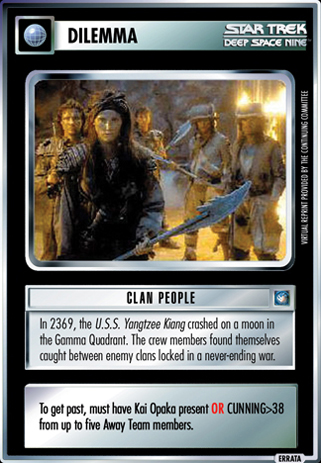 DILEMMA
STAR TREK
DEEP SPACE NINE
VIRTUAL REPRINT PROVIDED BY THE CONTINUING COMMITTEE
CLAN PEOPLE
In 2369, the U.S.S. Yangtzee Kiang crashed on a moon in
the Gamma Quadrant. The crew members found themselves
caught between enemy clans locked in a never-ending war.
To get past, must have Kai Opaka present OR CUNNING>38
from up to five Away Team members.
ERRATA